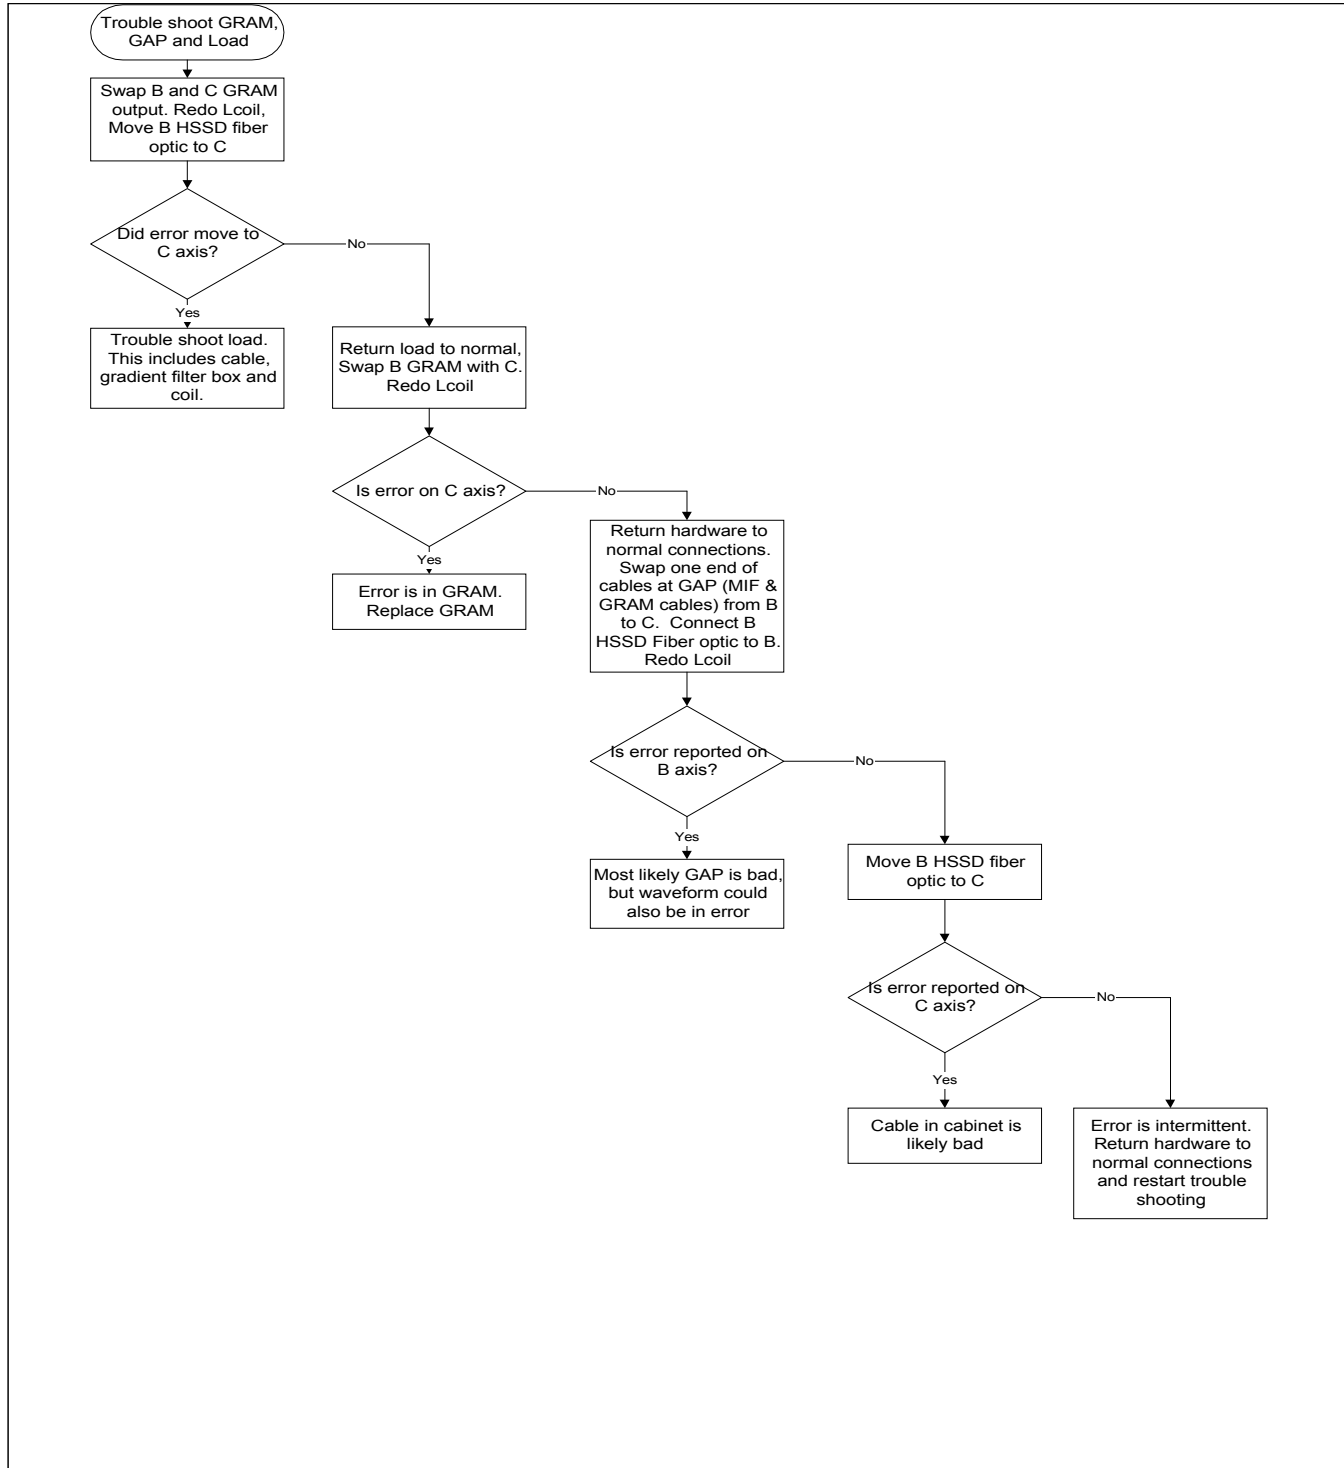 Trouble shoot GRAM,
GAP and Load
Swap B and C GRAM
output. Redo Lcoil,
Move B HSSD fiber
optic to C
Did error move to
C axis?
No
Yes
Trouble shoot load.
This includes cable,
gradient filter box and
coil.
Return load to normal,
Swap B GRAM with C.
Redo Lcoil
Is error on C axis?
No
Yes
Error is in GRAM.
Replace GRAM
Return hardware to
normal connections.
Swap one end of
cables at GAP (MIF &
GRAM cables) from B
to C.  Connect B
HSSD Fiber optic to B.
Redo Lcoil
Is error reported on
B axis?
No
Yes
Most likely GAP is bad,
but waveform could
also be in error
Move B HSSD fiber
optic to C
Is error reported on
C axis?
No
Yes
Cable in cabinet is
likely bad
Error is intermittent.
Return hardware to
normal connections
and restart trouble
shooting